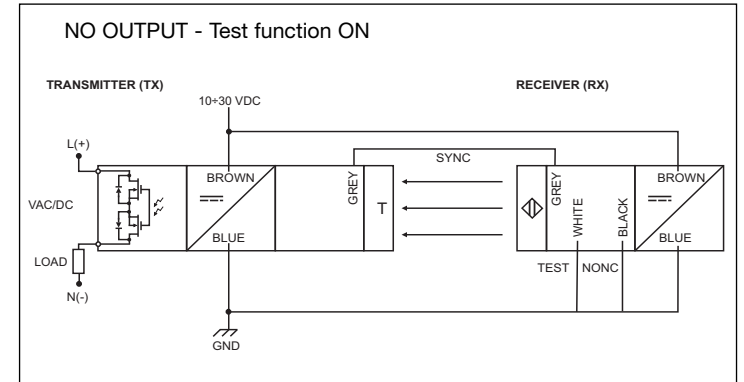 NO OUTPUT - Test function ON
TRANSMITTER (TX)
RECEIVER (RX)
10÷30 VDC
L(+)
SYNC
BROWN
GREY
GREY
BROWN
VAC/DC
T
WHITE
BLACK
BLUE
BLUE
LOAD
TEST
NONC
N(-)
GND